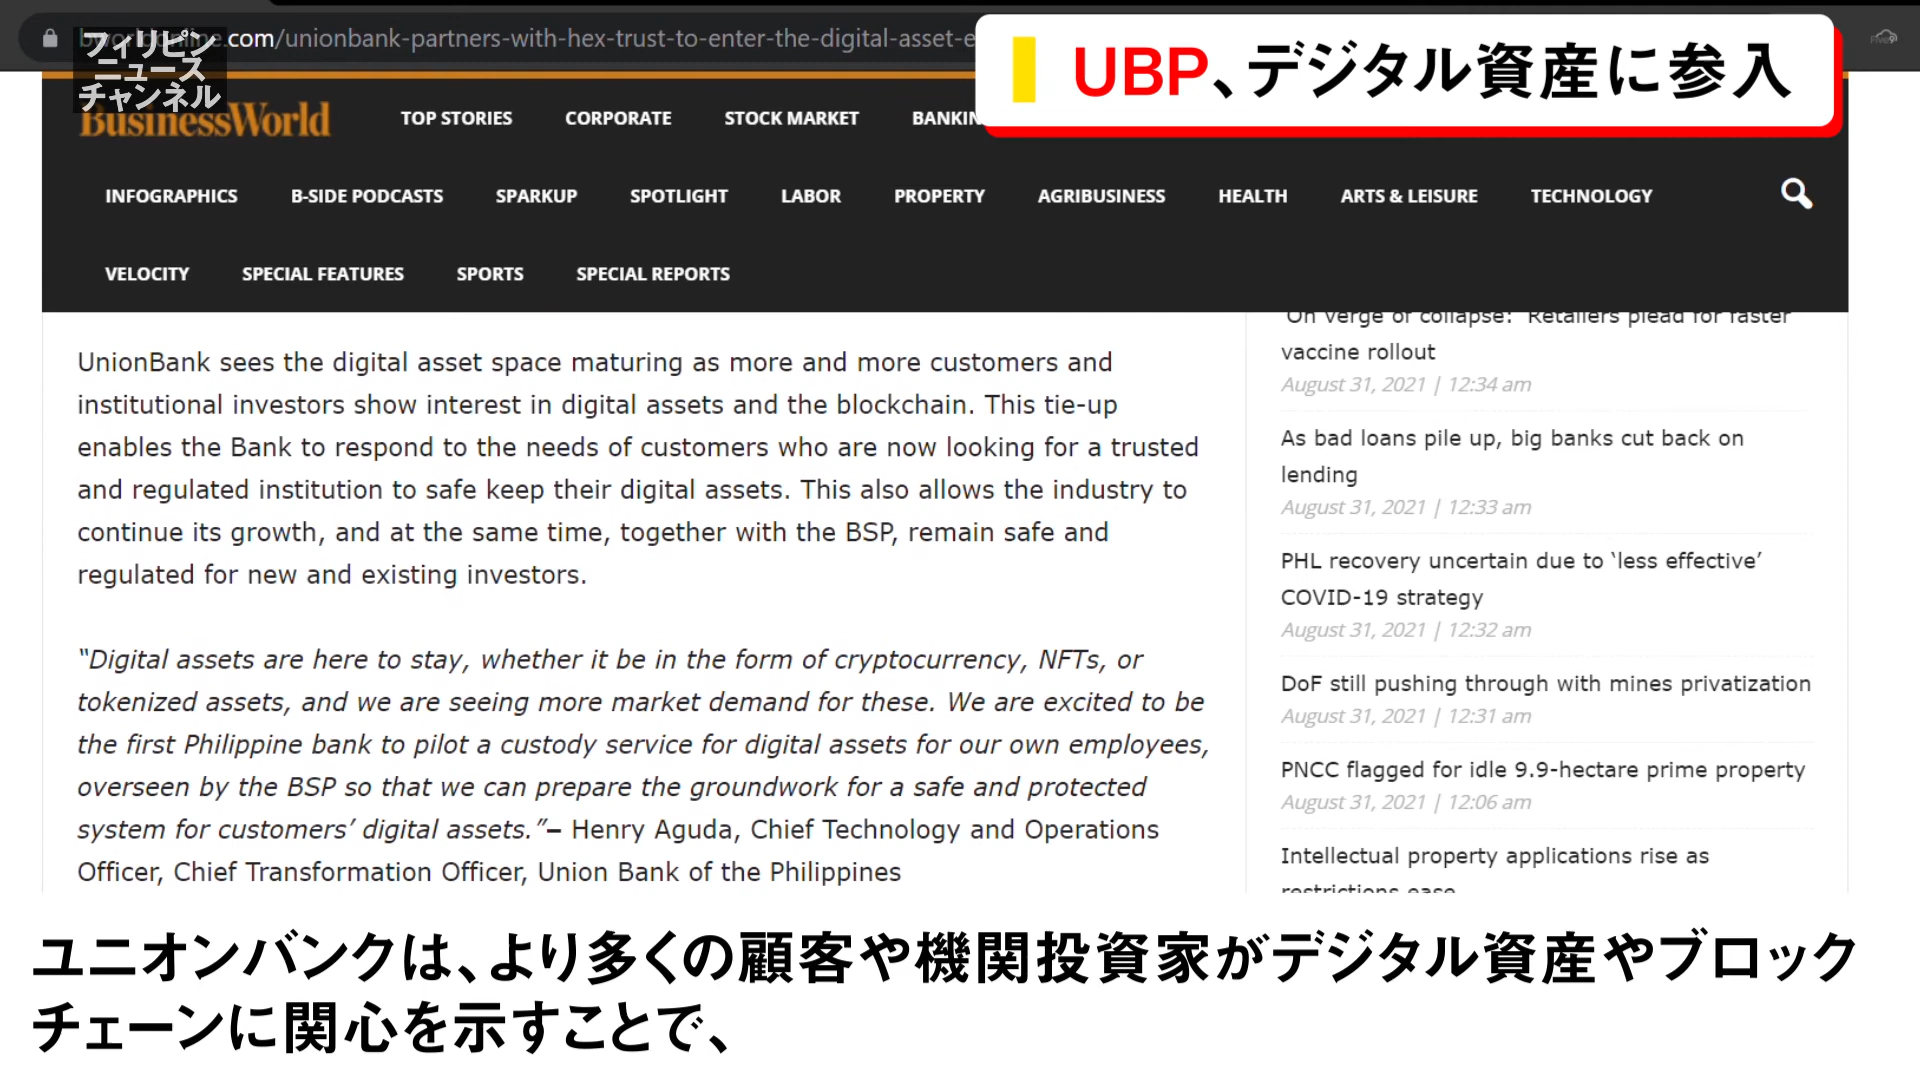 bworldonline.com/unionbank-partners-with-hex-trust-to-enter-the-digital-asset-e
フィリピン
ニュース
チャンネル
UBP、デジタル資産に参入
BusinessWorld
TOP STORIES CORPORATE STOCK MARKET
INFOGRAPHICS B-SIDE PODCASTS SPARKUP SPOTLIGHT LABOR PROPERTY AGRIBUSINESS HEALTH ARTS & LEISURE TECHNOLOGY
VELOCITY SPECIAL FEATURES SPORTS SPECIAL REPORTS
UnionBank sees the digital asset space maturing as more and more customers and
institutional investors show interest in digital assets and the blockchain. This tie-up
enables the Bank to respond to the needs of customers who are now looking for a trusted
and regulated institution to safe keep their digital assets. This also allows the industry to
continue its growth, and at the same time, together with the BSP, remain safe and
regulated for new and existing investors.
“Digital assets are here to stay, whether it be in the form of cryptocurrency, NFTs, or
tokenized assets, and we are seeing more market demand for these. We are excited to be
the first Philippine bank to pilot a custody service for digital assets for our own employees,
overseen by the BSP so that we can prepare the groundwork for a safe and protected
system for customers’ digital assets.”– Henry Aguda, Chief Technology and Operations
Officer, Chief Transformation Officer, Union Bank of the Philippines
‘On verge of collapse:’ Retailers plead for faster
vaccine rollout
August 31, 2021 | 12:34 am
As bad loans pile up, big banks cut back on
lending
August 31, 2021 | 12:33 am
PHL recovery uncertain due to ‘less effective’
COVID-19 strategy
August 31, 2021 | 12:32 am
DoF still pushing through with mines privatization
August 31, 2021 | 12:31 am
PNCC flagged for idle 9.9-hectare prime property
August 31, 2021 | 12:06 am
Intellectual property applications rise as
restrictions ease
ユニオンバンクは、より多くの顧客や機関投資家がデジタル資産やブロック
チェーンに関心を示すことで、